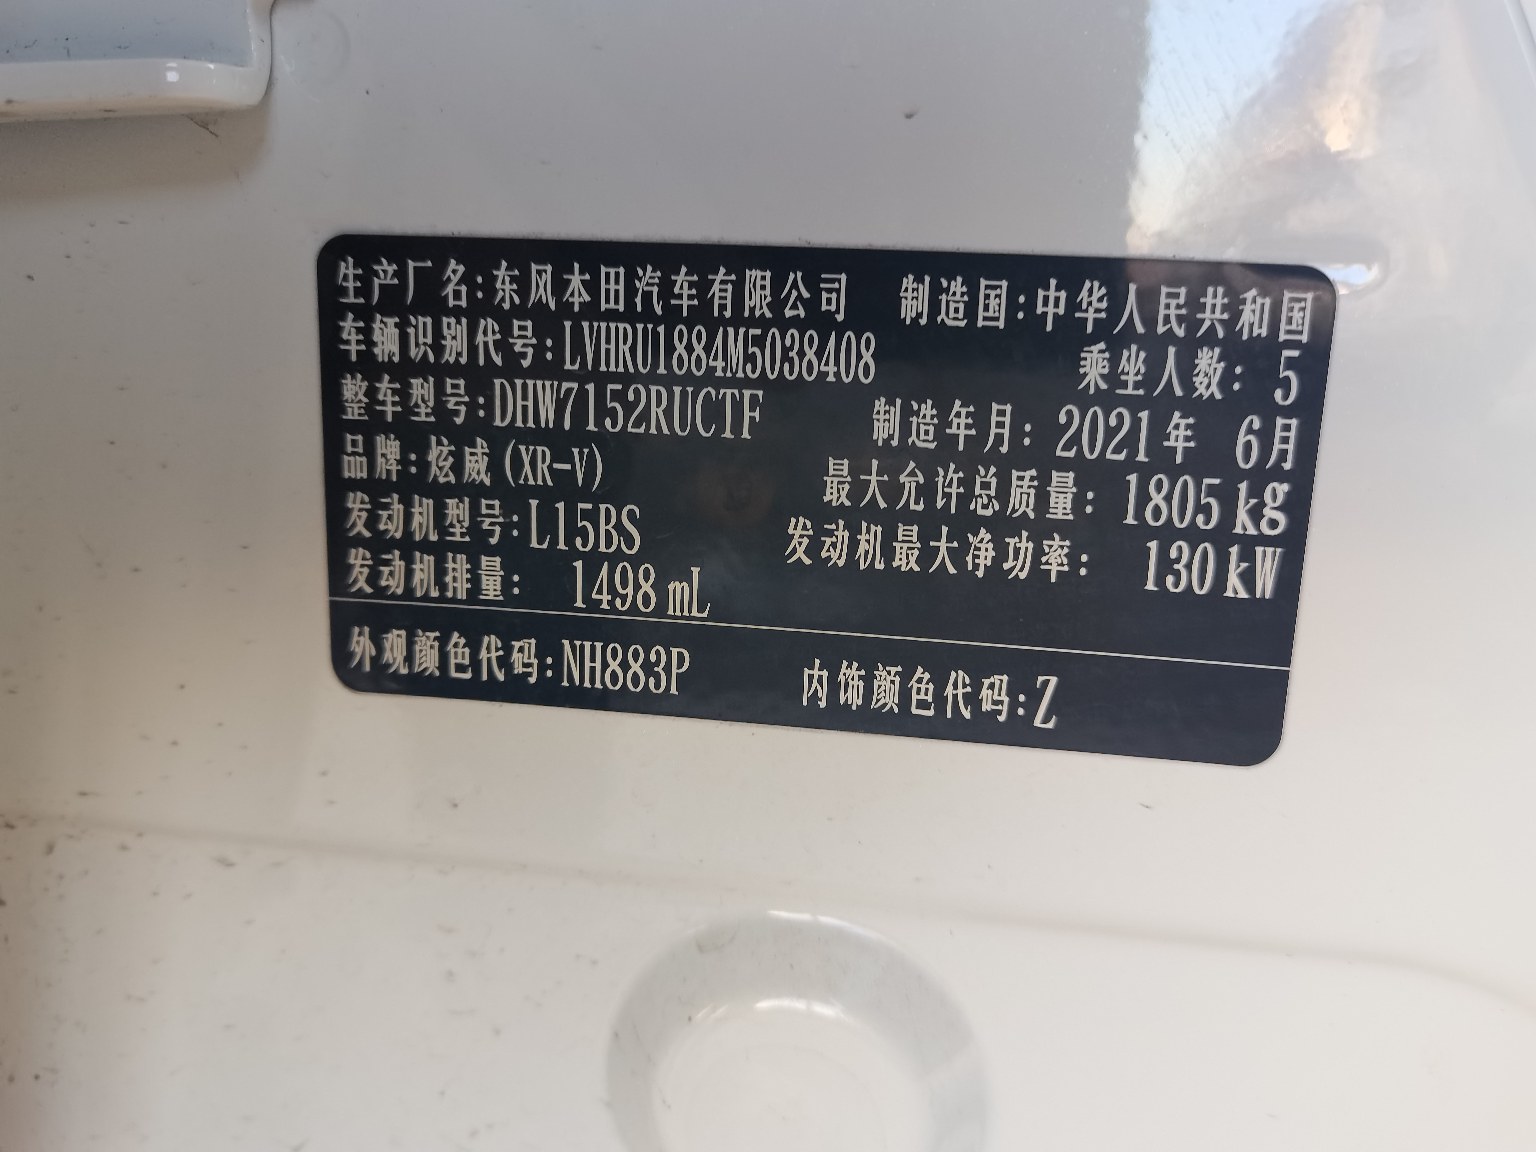 生产厂名:东风本田汽车有限公司 制造国:中华人民共和国
车辆识别代号:LVHRU1884M5038408 乘坐人数: 5
整车型号:DHW7152RUCTF 制造年月: 2021年 6月
品牌:炫威(XR-V) 最大允许总质量: 1805kg
发动机型号:L15BS 发动机最大净功率: 130kW
发动机排量: 1498mL
外观颜色代码:NH883P 内饰颜色代码:Z